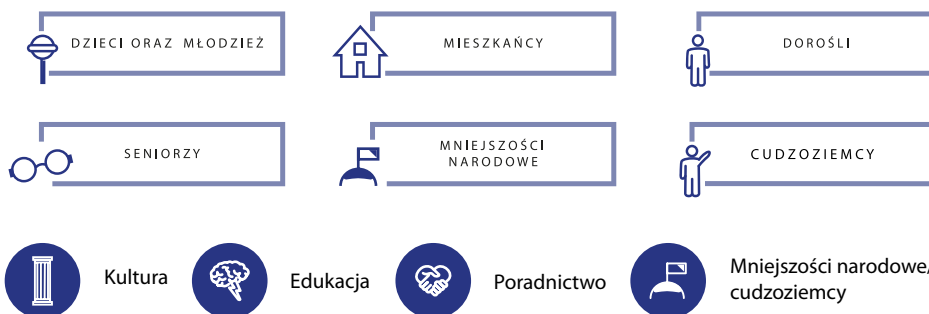 DZIECI ORAZ MŁODZIEŻ
MIESZKAŃCY
DOROŚLI
SENIORZY
MNIEJSZOŚCI
NARODOWE
CUDZOZIEMCY
Kultura
Edukacja
Poradnictwo
Mniejszości narodowe/
cudzoziemcy